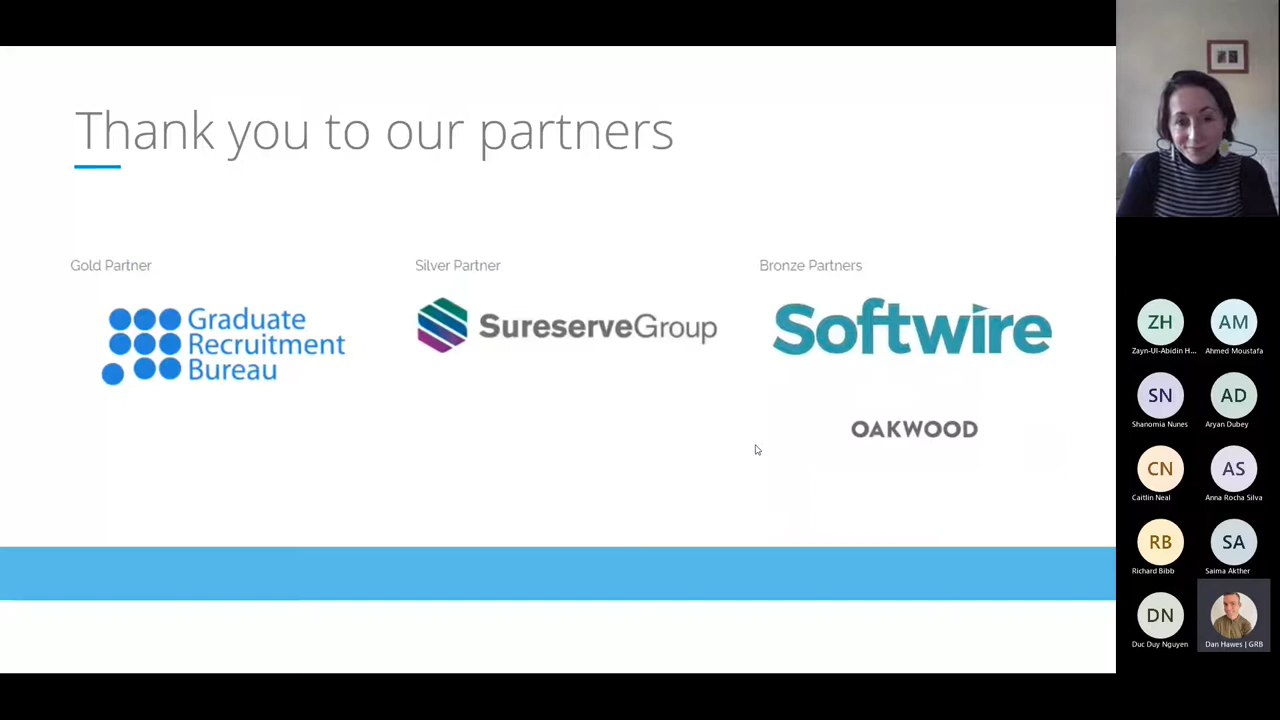 Thank you to our partners
Gold Partner
Silver Partner
Bronze Partners
Graduate
Recruitment
Bureau
SureserveGroup
Softwire
OAKWOOD
ZH
AM
Zayn-Ul-Abidin H...
Ahmed Moustafa
SN
AD
Shanomia Nunes
Aryan Dubey
CN
AS
Caitlin Neal
Anna Rocha Silva
RB
SA
Richard Bibb
Saima Akther
DN
Duc Duy Nguyen
Dan Hawes | GRB